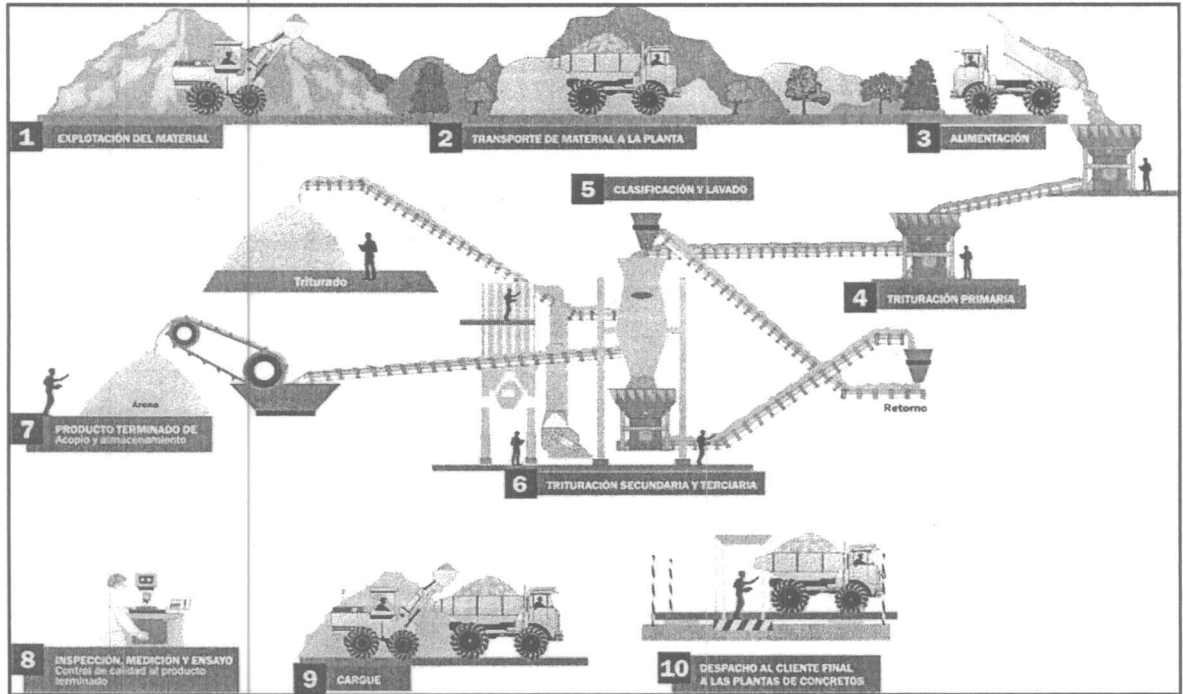 1 EXPLOTACIÓN DEL MATERIAL
2 TRANSPORTE DE MATERIAL A LA PLANTA
3 ALIMENTACIÓN
5 CLASIFICACIÓN Y LAVADO
Triturado
4 TRITURACIÓN PRIMARIA
Retorno
Arena
7 PRODUCTO TERMINADO DE
Acopio y almacenamiento
6 TRITURACIÓN SECUNDARIA Y TERCIARIA
8 INSPECCIÓN, MEDICIÓN Y ENSAYO
Control de calidad al producto
terminado
9 CARGUE
10 DESPACHO AL CLIENTE FINAL
A LAS PLANTAS DE CONCRETOS